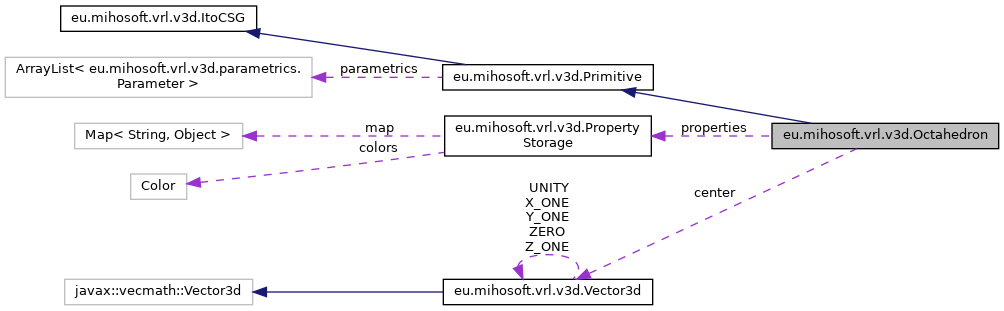 eu.mihosoft.vrl.v3d.ItoCSG
ArrayList< eu.mihosoft.vrl.v3d.parametrics.
Parameter >
parametrics
eu.mihosoft.vrl.v3d.Primitive
Map< String, Object >
map
colors
eu.mihosoft.vrl.v3d.Property
Storage
properties
eu.mihosoft.vrl.v3d.Octahedron
Color
center
UNITY
X_ONE
Y_ONE
ZERO
Z_ONE
javax::vecmath::Vector3d
eu.mihosoft.vrl.v3d.Vector3d